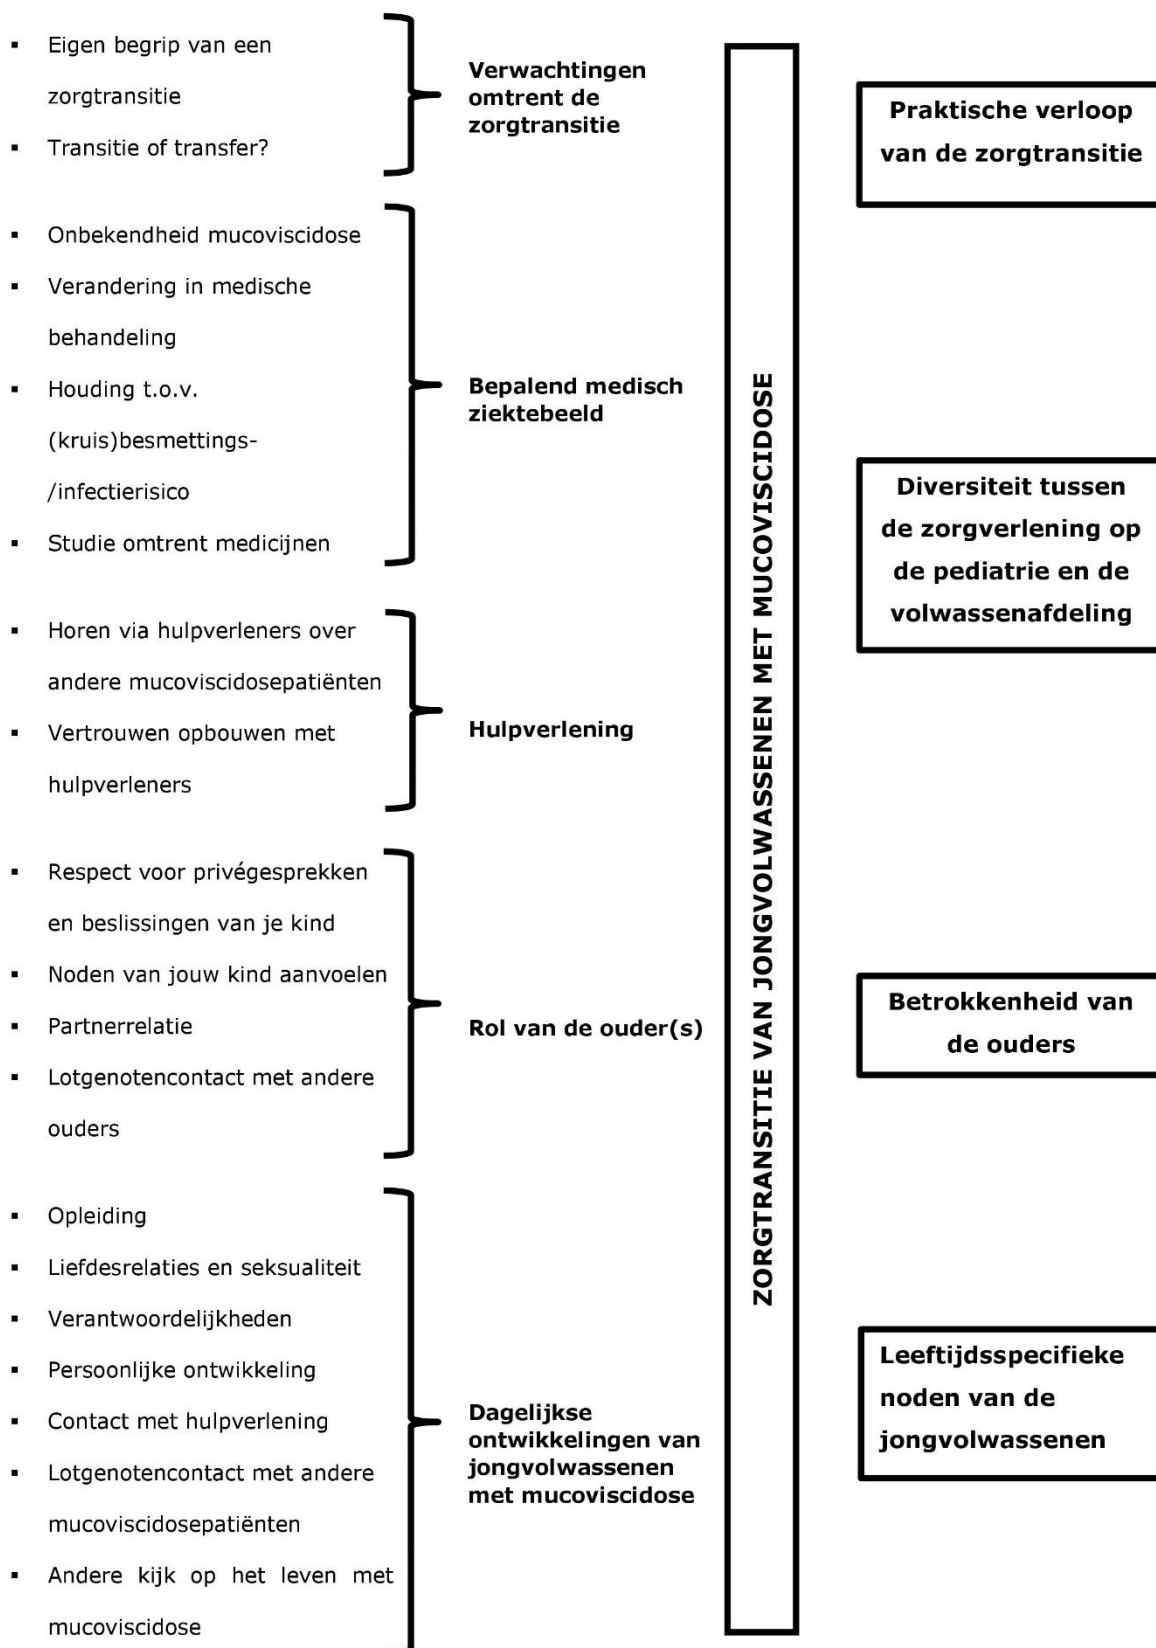 ▪ Eigen begrip van een
zorgtransitie
▪ Transitie of transfer?
Verwachtingen
omtrent de
zorgtransitie
▪ Onbekendheid mucoviscidose
▪ Verandering in medische
behandeling
▪ Houding t.o.v.
(kruis)besmettings-
/infectierisico
▪ Studie omtrent medicijnen
Bepalend medisch
ziektebeeld
▪ Horen via hulpverleners over
andere mucoviscidosepatiënten
▪ Vertrouwen opbouwen met
hulpverleners
Hulpverlening
▪ Respect voor privégesprekken
en beslissingen van je kind
▪ Noden van jouw kind aanvoelen
▪ Partnerrelatie
▪ Lotgenotencontact met andere
ouders
Rol van de ouder(s)
▪ Opleiding
▪ Liefdesrelaties en seksualiteit
▪ Verantwoordelijkheden
▪ Persoonlijke ontwikkeling
▪ Contact met hulpverlening
▪ Lotgenotencontact met andere
mucoviscidosepatiënten
▪ Andere kijk op het leven met
mucoviscidose
Dagelijkse
ontwikkelingen van
jongvolwassenen
met mucoviscidose
ZORGTRANSITIE VAN JONGVOLWASSENEN MET MUCOVISCIDOSE
Praktische verloop
van de zorgtransitie
Diversiteit tussen
de zorgverlening op
de pediatrie en de
volwassenafdeling
Betrokkenheid van
de ouders
Leeftijdsspecifieke
noden van de
jongvolwassenen